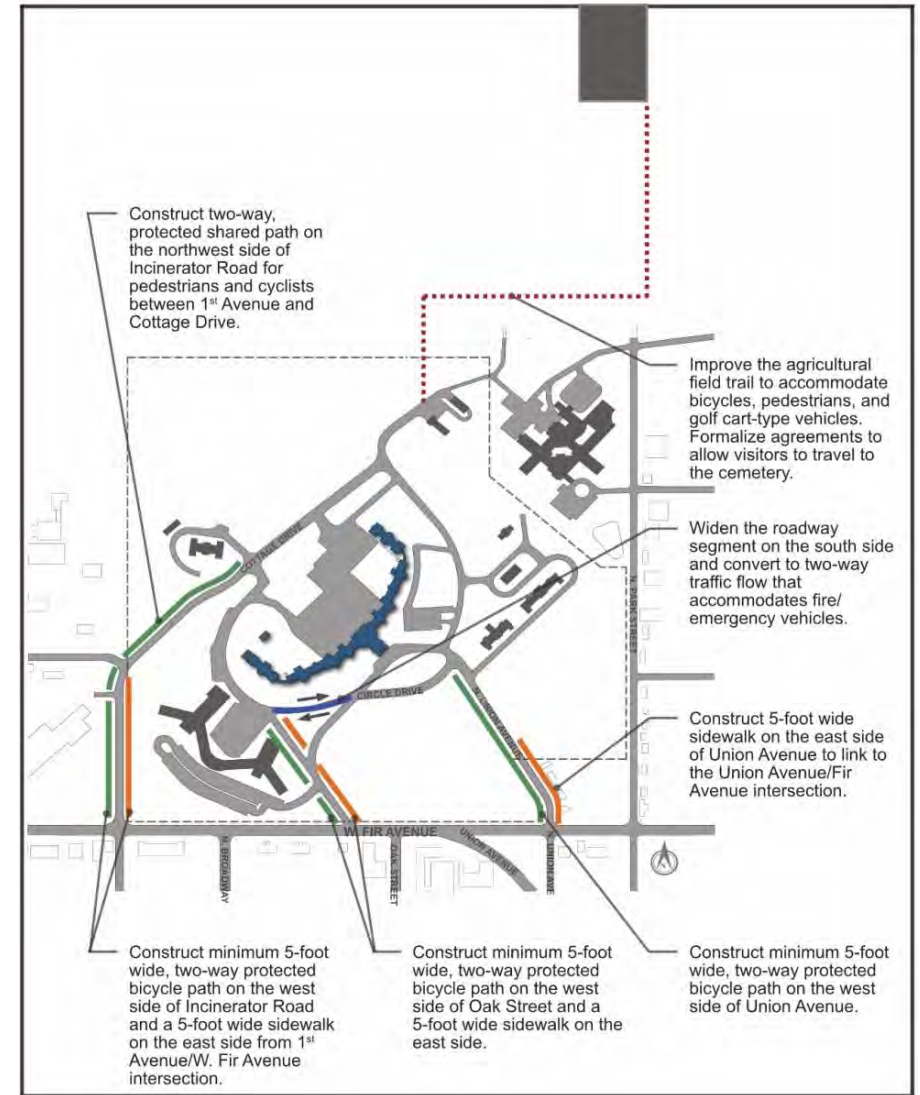 Construct two-way,
protected shared path on
the northwest side of
Incinerator Road for
pedestrians and cyclists
between 1st Avenue and
Cottage Drive.
Improve the agricultural
field trail to accommodate
bicycles, pedestrians, and
golf cart-type vehicles.
Formalize agreements to
allow visitors to travel to
the cemetery.
Widen the roadway
segment on the south side
and convert to two-way
traffic flow that
accommodates fire/
emergency vehicles.
COTTAGE DRIVE
N. PARK STREET
CIRCLE DRIVE
N. UNION AVENUE
Construct 5-foot wide
sidewalk on the east side
of Union Avenue to link to
the Union Avenue/Fir
Avenue intersection.
W. FIR AVENUE
N. BROADWAY
OAK STREET
UNION AVENUE
N. UNION AVE
Construct minimum 5-foot
wide, two-way protected
bicycle path on the west
side of Incinerator Road
and a 5-foot wide sidewalk
on the east side from 1st
Avenue/W. Fir Avenue
intersection.
Construct minimum 5-foot
wide, two-way protected
bicycle path on the west
side of Oak Street and a
5-foot wide sidewalk on the
east side.
Construct minimum 5-foot
wide, two-way protected
bicycle path on the west
side of Union Avenue.